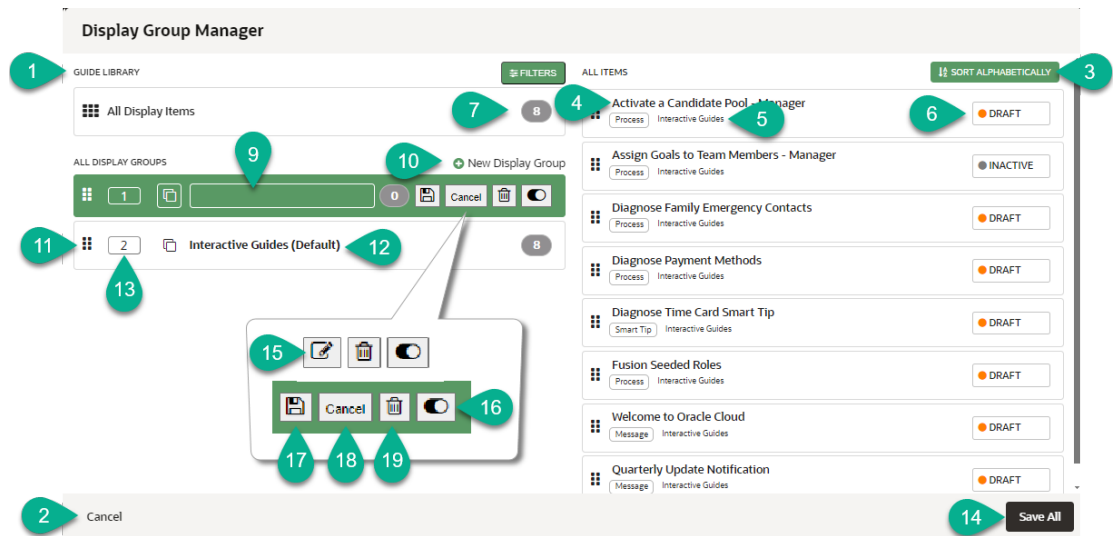 Display Group Manager
1 GUIDE LIBRARY FILTERS
All Display Items 7 8
ALL DISPLAY GROUPS 9 10 New Display Group
1 0 Cancel
11 2 Interactive Guides (Default) 12 8
13
15
Cancel 16
17 18 19
ALL ITEMS SORT ALPHABETICALLY 3
4 Activate a Candidate Pool - Manager
Process Interactive Guides 5 6 DRAFT
Assign Goals to Team Members - Manager
Process Interactive Guides INACTIVE
Diagnose Family Emergency Contacts
Process Interactive Guides DRAFT
Diagnose Payment Methods
Process Interactive Guides DRAFT
Diagnose Time Card Smart Tip
Smart Tip Interactive Guides DRAFT
Fusion Seeded Roles
Process Interactive Guides DRAFT
Welcome to Oracle Cloud
Message Interactive Guides DRAFT
Quarterly Update Notification
Message Interactive Guides DRAFT
2 Cancel 14 Save All